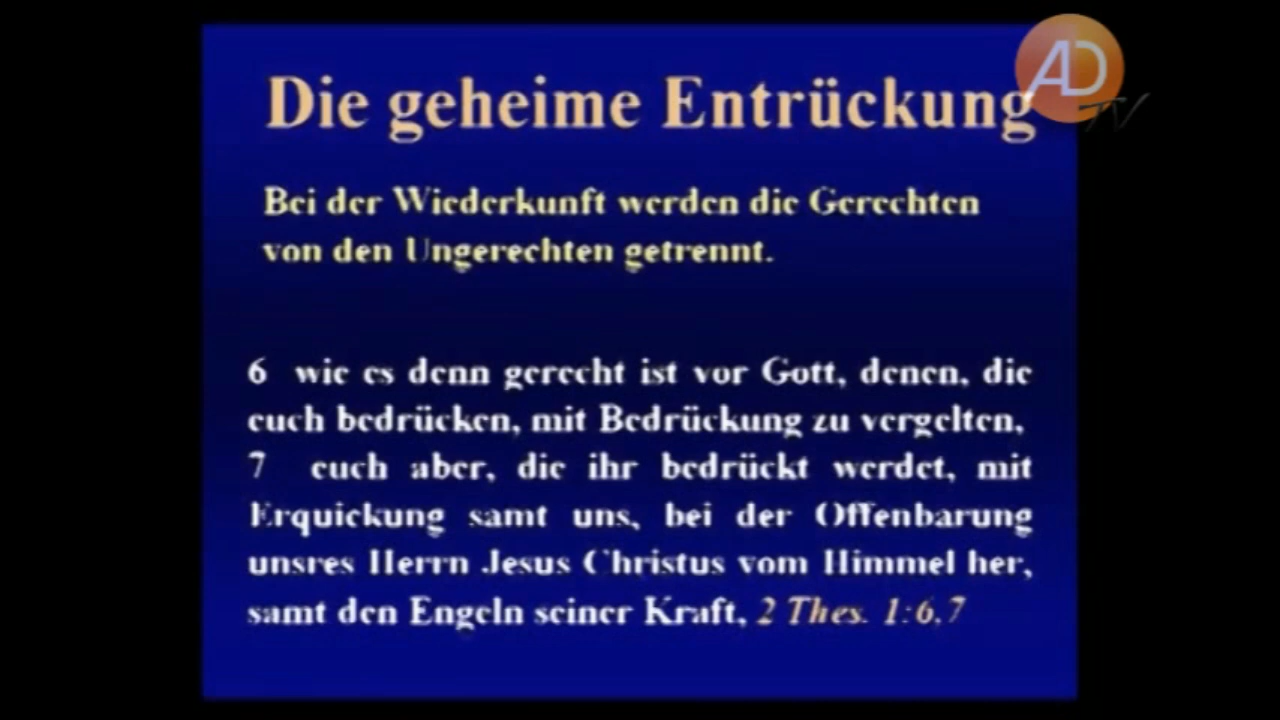 AD
TV
Die geheime Entrückung
Bei der Wiederkunft werden die Gerechten
von den Ungerechten getrennt.
6 wie es denn gerecht ist vor Gott, denen, die
euch bedrücken, mit Bedrückung zu vergelten,
7 euch aber, die ihr bedrückt werdet, mit
Erquickung samt uns, bei der Offenbarung
unsres Herrn Jesus Christus vom Himmel her,
samt den Engeln seiner Kraft, 2 Thes. 1:6,7